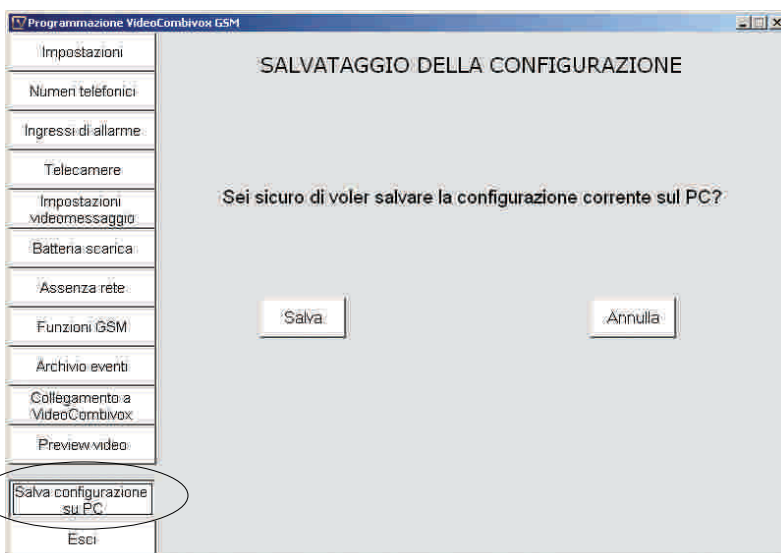 Programmazione VideoCombivox GSM
Impostazioni
Numeri telefonici
Ingressi di allarme
Telecamere
Impostazioni
videomessaggio
Batteria scarica
Assenza rete
Funzioni GSM
Archivio eventi
Collegamento a
VideoCombivox
Preview video
Salva configurazione
su PC
Esci
SALVATAGGIO DELLA CONFIGURAZIONE
Sei sicuro di voler salvare la configurazione corrente sul PC?
Salva
Annulla